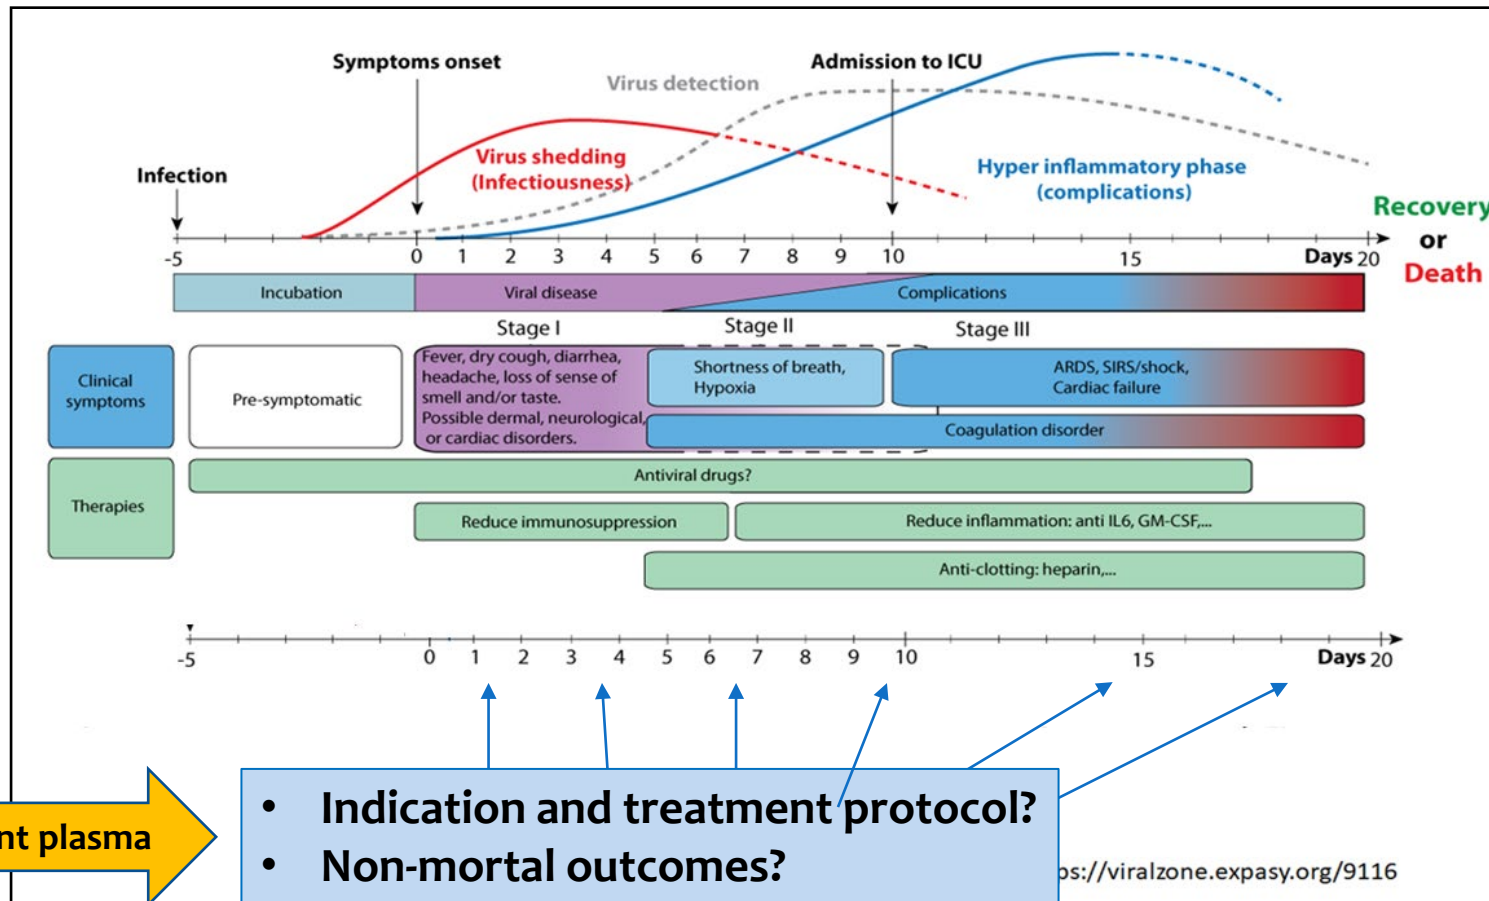 Symptoms onset
Admission to ICU
Virus detection
Virus shedding
(Infectiousness)
Infection
Hyper inflammatory phase
(complications)
Recovery
or
Death
-5 0 1 2 3 4 5 6 7 8 9 10 15 Days 20
Incubation
Viral disease
Complications
Stage I
Stage II
Stage III
Clinical
symptoms
Pre-symptomatic
Fever, dry cough, diarrhea,
headache, loss of sense of
smell and/or taste.
Possible dermal, neurological,
or cardiac disorders.
Shortness of breath,
Hypoxia
ARDS, SIRS/shock,
Cardiac failure
Coagulation disorder
Therapies
Antiviral drugs?
Reduce immunosuppression
Reduce inflammation: anti IL6, GM-CSF,...
Anti-clotting: heparin,...
-5 0 1 2 3 4 5 6 7 8 9 10 15 Days 20
nt plasma
• Indication and treatment protocol?
• Non-mortal outcomes?
ps://viralzone.expasy.org/9116